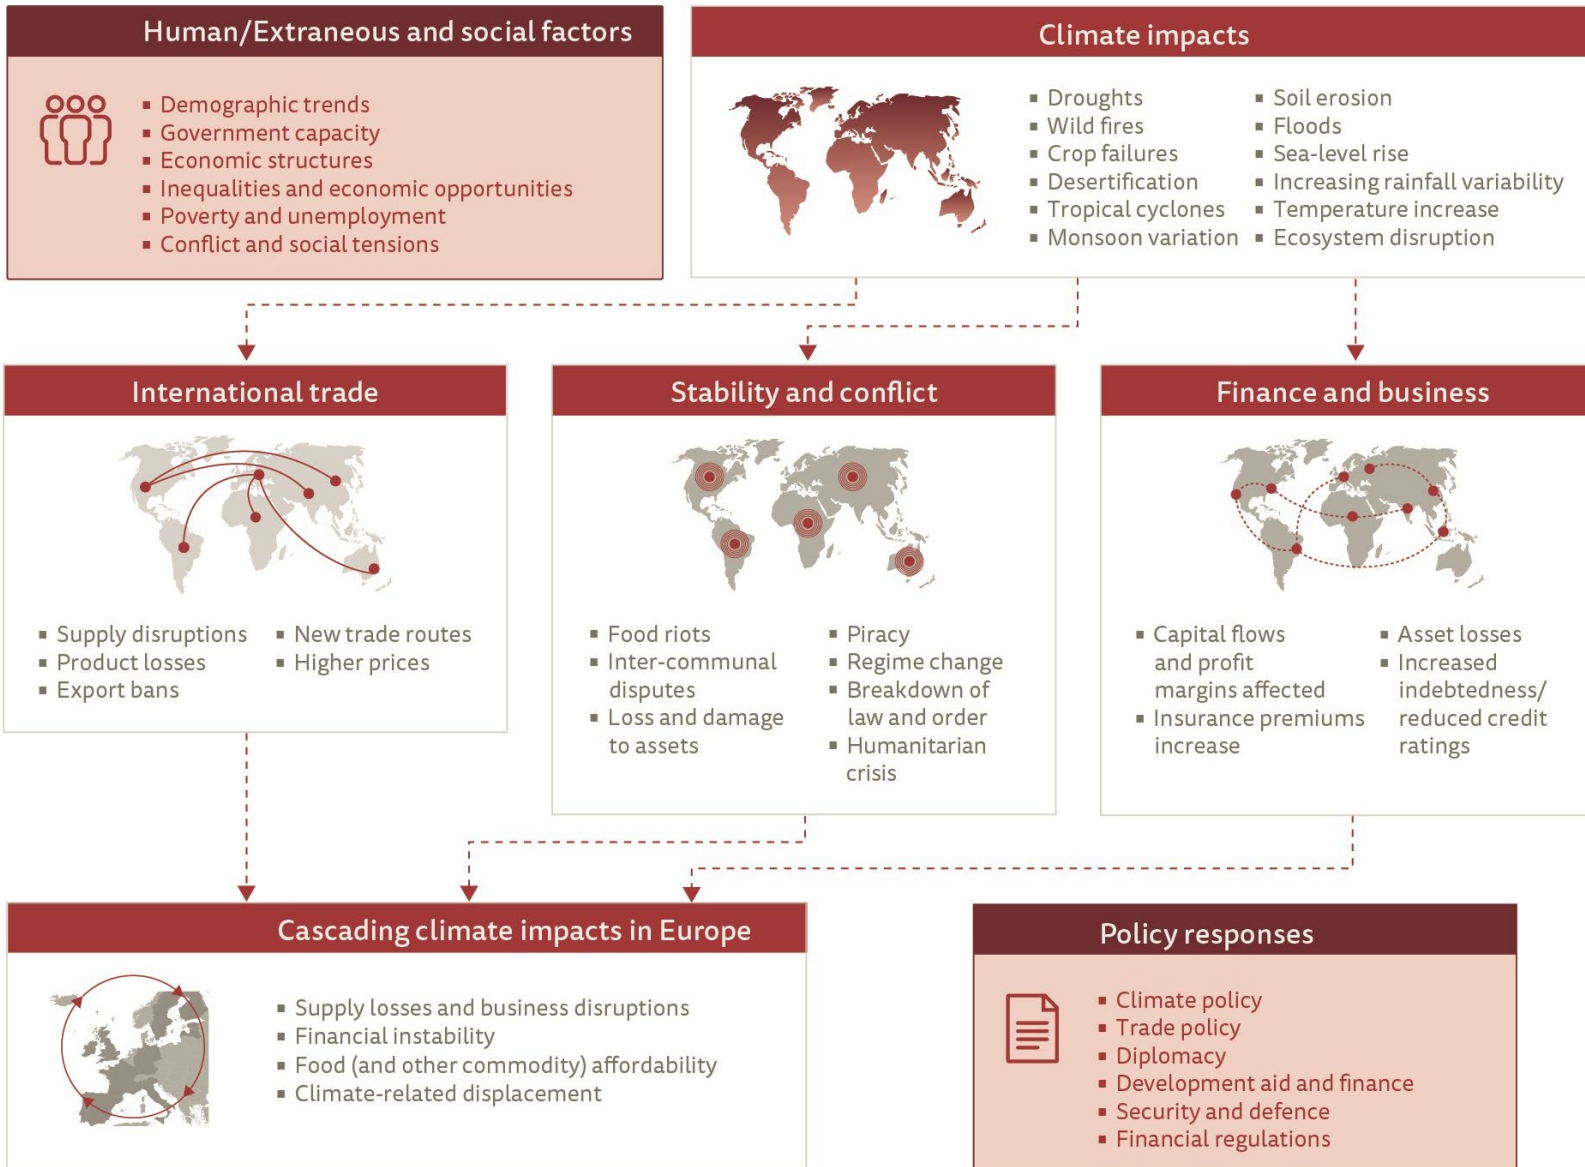 Human/Extraneous and social factors
▪ Demographic trends
▪ Government capacity
▪ Economic structures
▪ Inequalities and economic opportunities
▪ Poverty and unemployment
▪ Conflict and social tensions
Climate impacts
▪ Droughts
▪ Wild fires
▪ Crop failures
▪ Desertification
▪ Tropical cyclones
▪ Monsoon variation
▪ Soil erosion
▪ Floods
▪ Sea-level rise
▪ Increasing rainfall variability
▪ Temperature increase
▪ Ecosystem disruption
International trade
▪ Supply disruptions
▪ Product losses
▪ Export bans
▪ New trade routes
▪ Higher prices
Stability and conflict
▪ Food riots
▪ Inter-communal
disputes
▪ Loss and damage
to assets
▪ Piracy
▪ Regime change
▪ Breakdown of
law and order
▪ Humanitarian
crisis
Finance and business
▪ Capital flows
and profit
margins affected
▪ Insurance premiums
increase
▪ Asset losses
▪ Increased
indebtedness/
reduced credit
ratings
Cascading climate impacts in Europe
▪ Supply losses and business disruptions
▪ Financial instability
▪ Food (and other commodity) affordability
▪ Climate-related displacement
Policy responses
▪ Climate policy
▪ Trade policy
▪ Diplomacy
▪ Development aid and finance
▪ Security and defence
▪ Financial regulations